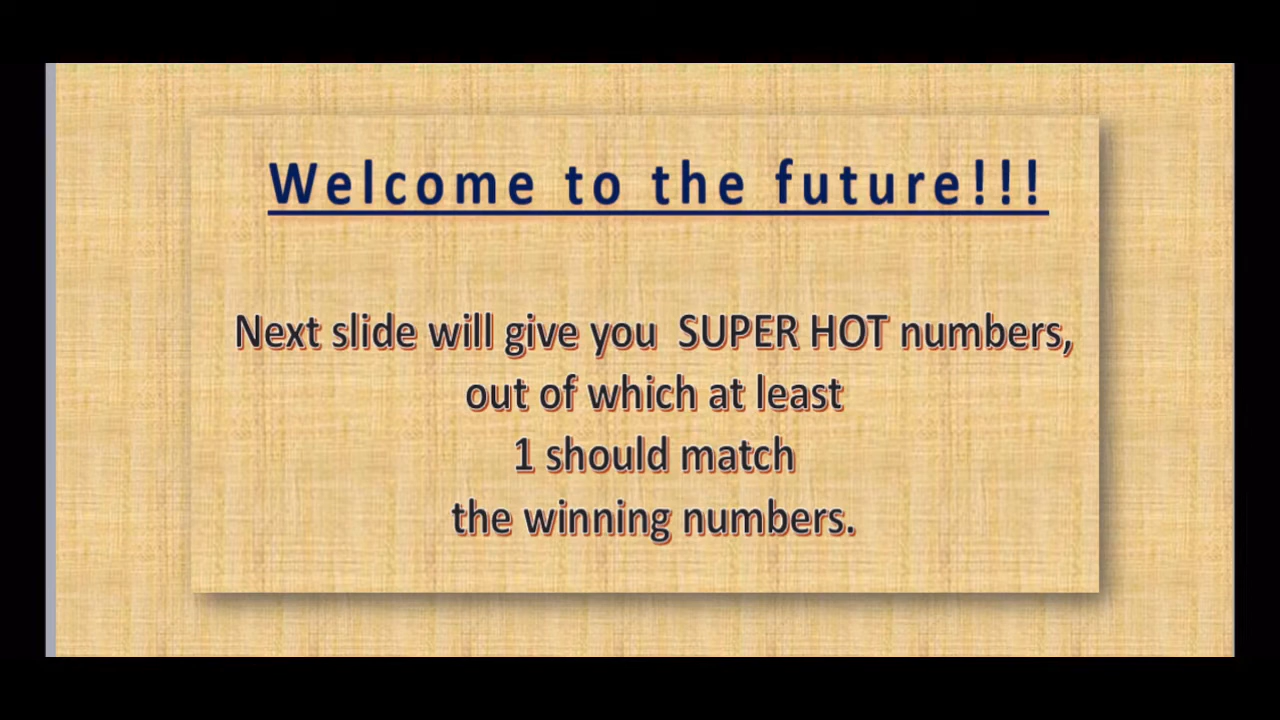 Welcome to the future!!!
Next slide will give you SUPER HOT numbers,
out of which at least
1 should match
the winning numbers.